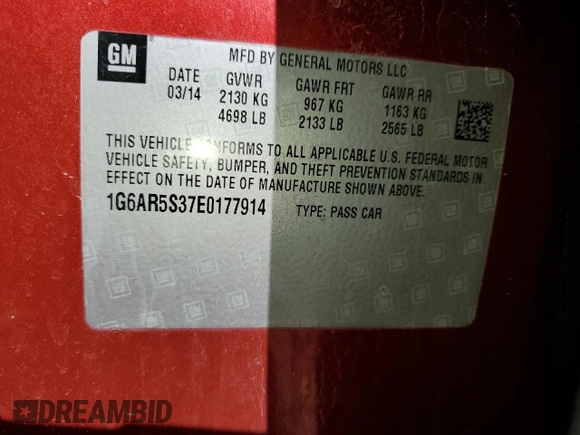 GM
MFD BY GENERAL MOTORS LLC
DATE GVWR GAWR FRT GAWR RR
03/14 2130 KG 967 KG 1163 KG
4698 LB 2133 LB 2565 LB
THIS VEHICLE CONFORMS TO ALL APPLICABLE U.S. FEDERAL MOTOR
VEHICLE SAFETY, BUMPER, AND THEFT PREVENTION STANDARDS IN
EFFECT ON THE DATE OF MANUFACTURE SHOWN ABOVE.
1G6AR5S37E0177914 TYPE: PASS CAR
DREAMBID